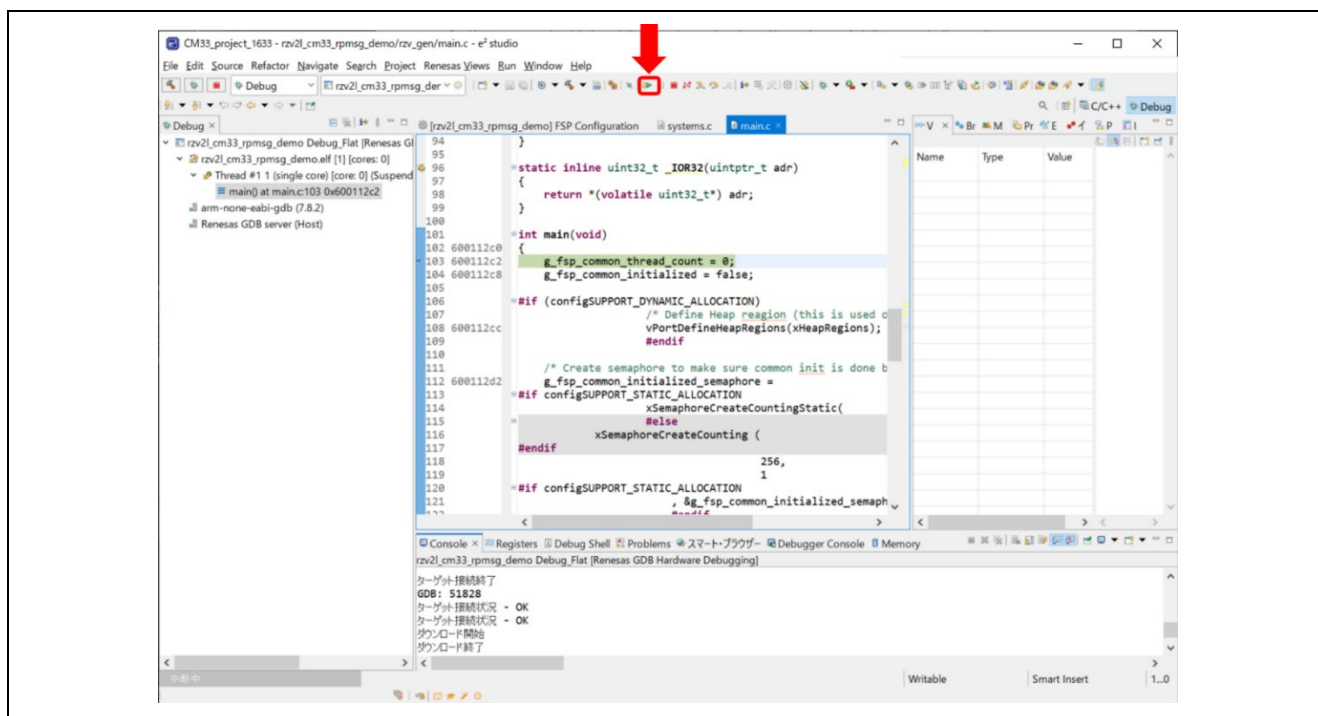 CM33_project_1633 - rzv2l_cm33_rpmsg_demo/rzv_gen/main.c - e² studio
File Edit Source Refactor Navigate Search Project Renesas Views Run Window Help
Debug rzv2l_cm33_rpmsg_der
C/C++ Debug
Debug
rzv2l_cm33_rpmsg_demo Debug_Flat [Renesas GI
rzv2l_cm33_rpmsg_demo.elf [1] [cores: 0]
Thread #1 1 (single core) [core: 0] (Suspend
main() at main.c:103 0x600112c2
arm-none-eabi-gdb (7.8.2)
Renesas GDB server (Host)
[rzv2l_cm33_rpmsg_demo] FSP Configuration systems.c main.c
94 }
95
96 static inline uint32_t _IOR32(uintptr_t adr)
97 {
98 return *(volatile uint32_t*) adr;
99 }
100
101 int main(void)
102 600112c0 {
103 600112c2 g_fsp_common_thread_count = 0;
104 600112c8 g_fsp_common_initialized = false;
105
106 #if (configSUPPORT_DYNAMIC_ALLOCATION)
107 /* Define Heap reagion (this is used o
108 600112cc vPortDefineHeapRegions(xHeapRegions);
109 #endif
110
111 /* Create semaphore to make sure common init is done b
112 600112d2 g_fsp_common_initialized_semaphore =
113 #if configSUPPORT_STATIC_ALLOCATION
114 xSemaphoreCreateCountingStatic(
115 #else
116 xSemaphoreCreateCounting (
117 #endif
118 256,
119 1
120 #if configSUPPORT_STATIC_ALLOCATION
121 , &g_fsp_common_initialized_semaph
V Br M Pr E イ P
Name Type Value
Console Registers Debug Shell Problems スマート・ブラウザー Debugger Console Memory
rzv2l_cm33_rpmsg_demo Debug_Flat [Renesas GDB Hardware Debugging]
ターゲット接続終了
GDB: 51828
ターゲット接続状況 - OK
ターゲット接続状況 - OK
ダウンロード開始
ダウンロード終了
中断中
Writable Smart Insert 1...0